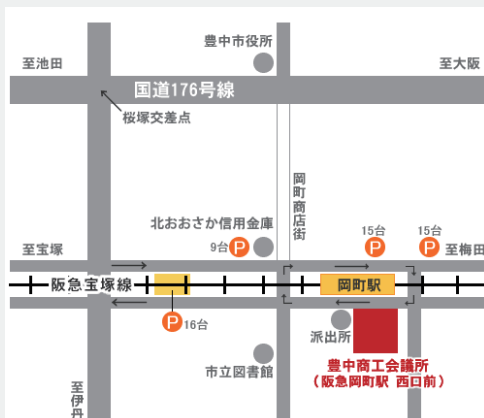 豊中市役所
至池田
至大阪
国道176号線
桜塚交差点
岡町商店街
北おおさか信用金庫
9台 P
15台
P
15台
P
至宝塚
至梅田
阪急宝塚線
岡町駅
P 16台
派出所
市立図書館
豊中商工会議所
（阪急岡町駅 西口前）
至伊丹